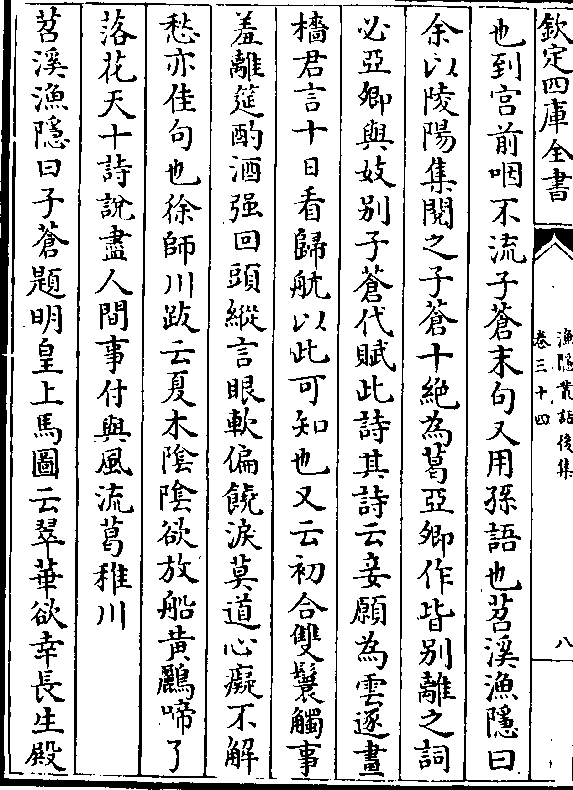 欽定四庫全書
漁隱叢話後集
卷三十四
八
也到宫前咽不流子蒼末句又用孫語也苕溪漁隱曰
余以陵陽集閱之子蒼十絶為葛亞卿作皆别離之詞
必亞卿與妓别子蒼代賦此詩其詩云妾願為雲逐畫
檣君言十日看歸航以此可知也又云初合雙鬟觸事
羞離筵酌酒强回頭縱言眼軟偏饒淚莫道心癡不解
愁亦佳句也徐師川跋云夏木陰陰欲放船黄鸝啼了
落花天十詩說盡人間事付與風流葛稚川
苕溪漁隱曰子蒼題明皇上馬圖云翠華欲幸長生殿